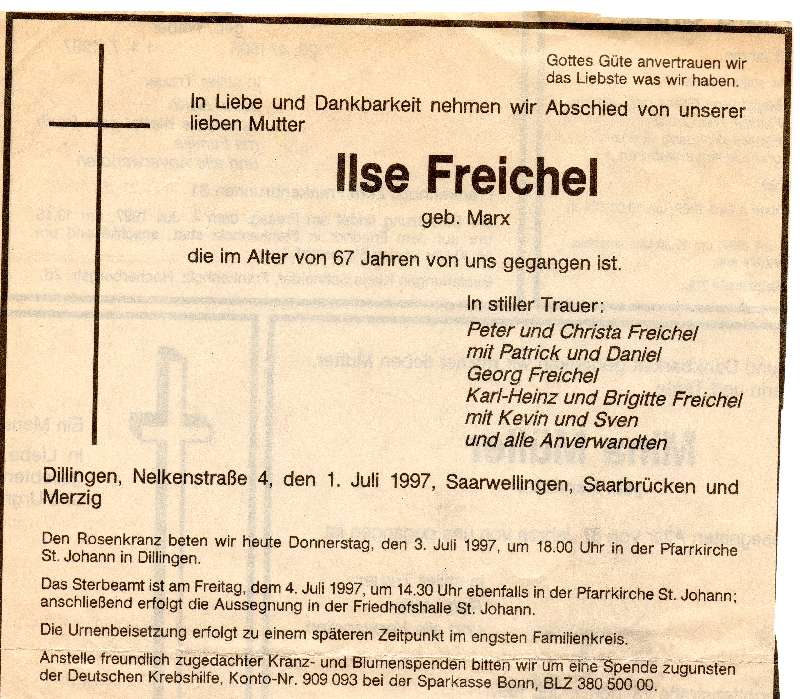 Gottes Güte anvertrauen wir
das Liebste was wir haben.
In Liebe und Dankbarkeit nehmen wir Abschied von unserer
lieben Mutter
Ilse Freichel
geb. Marx
die im Alter von 67 Jahren von uns gegangen ist.
In stiller Trauer:
Peter und Christa Freichel
mit Patrick und Daniel
Georg Freichel
Karl-Heinz und Brigitte Freichel
mit Kevin und Sven
und alle Anverwandten
Dillingen, Nelkenstraße 4, den 1. Juli 1997, Saarwellingen, Saarbrücken und
Merzig
Den Rosenkranz beten wir heute Donnerstag, den 3. Juli 1997, um 18.00 Uhr in der Pfarrkirche
St. Johann in Dillingen.
Das Sterbeamt ist am Freitag, dem 4. Juli 1997, um 14.30 Uhr ebenfalls in der Pfarrkirche St. Johann;
anschließend erfolgt die Aussegnung in der Friedhofshalle St. Johann.
Die Urnenbeisetzung erfolgt zu einem späteren Zeitpunkt im engsten Familienkreis.
Anstelle freundlich zugedachter Kranz- und Blumenspenden bitten wir um eine Spende zugunsten
der Deutschen Krebshilfe, Konto-Nr. 909 093 bei der Sparkasse Bonn, BLZ 380 500 00.